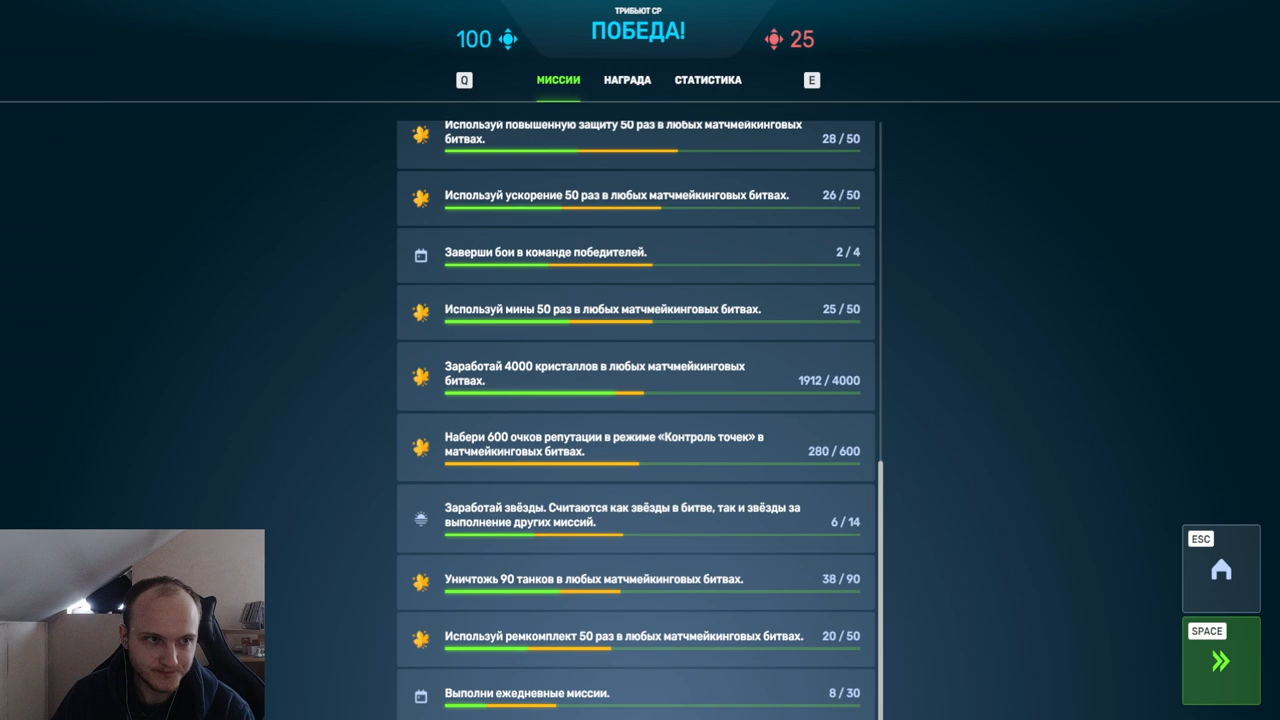 ТРИБЬЮТ CP
100
ПОБЕДА!
25
Q
МИССИИ
НАГРАДА
СТАТИСТИКА
E
Используй повышенную защиту 50 раз в любых матчмейкинговых
битвах.
28 / 50
Используй ускорение 50 раз в любых матчмейкинговых битвах.
26 / 50
Заверши бои в команде победителей.
2 / 4
Используй мины 50 раз в любых матчмейкинговых битвах.
25 / 50
Заработай 4000 кристаллов в любых матчмейкинговых
битвах.
1912 / 4000
Набери 600 очков репутации в режиме «Контроль точек» в
матчмейкинговых битвах.
280 / 600
Заработай звёзды. Считаются как звёзды в битве, так и звёзды за
выполнение других миссий.
6 / 14
Уничтожь 90 танков в любых матчмейкинговых битвах.
38 / 90
Используй ремкомплект 50 раз в любых матчмейкинговых битвах.
20 / 50
Выполни ежедневные миссии.
8 / 30
ESC
SPACE